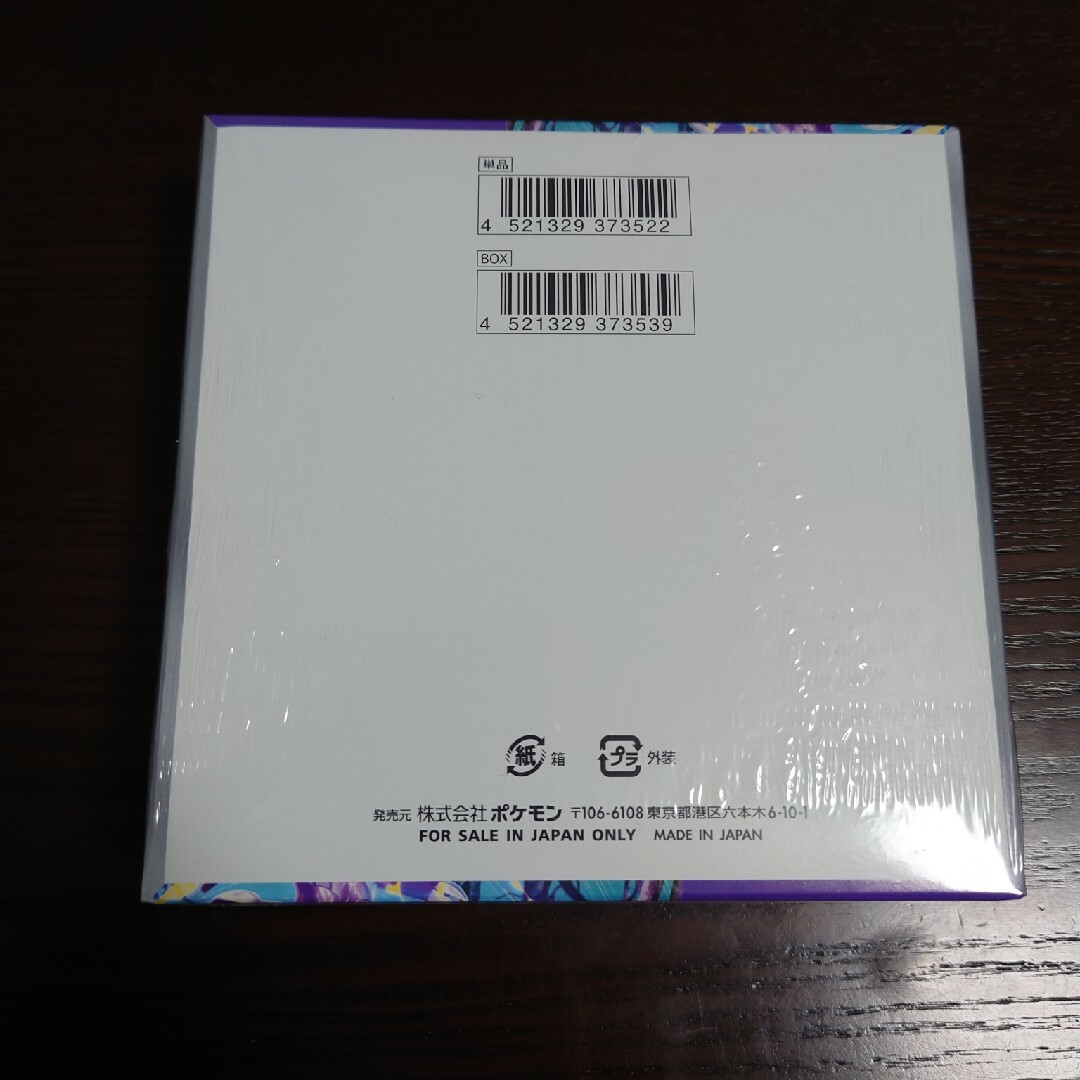 単品
4 521329 373522
BOX
4 521329 373539
紙 箱 プラ 外装
発売元 株式会社ポケモン 〒106-6108 東京都港区六本木6-10-1
FOR SALE IN JAPAN ONLY MADE IN JAPAN